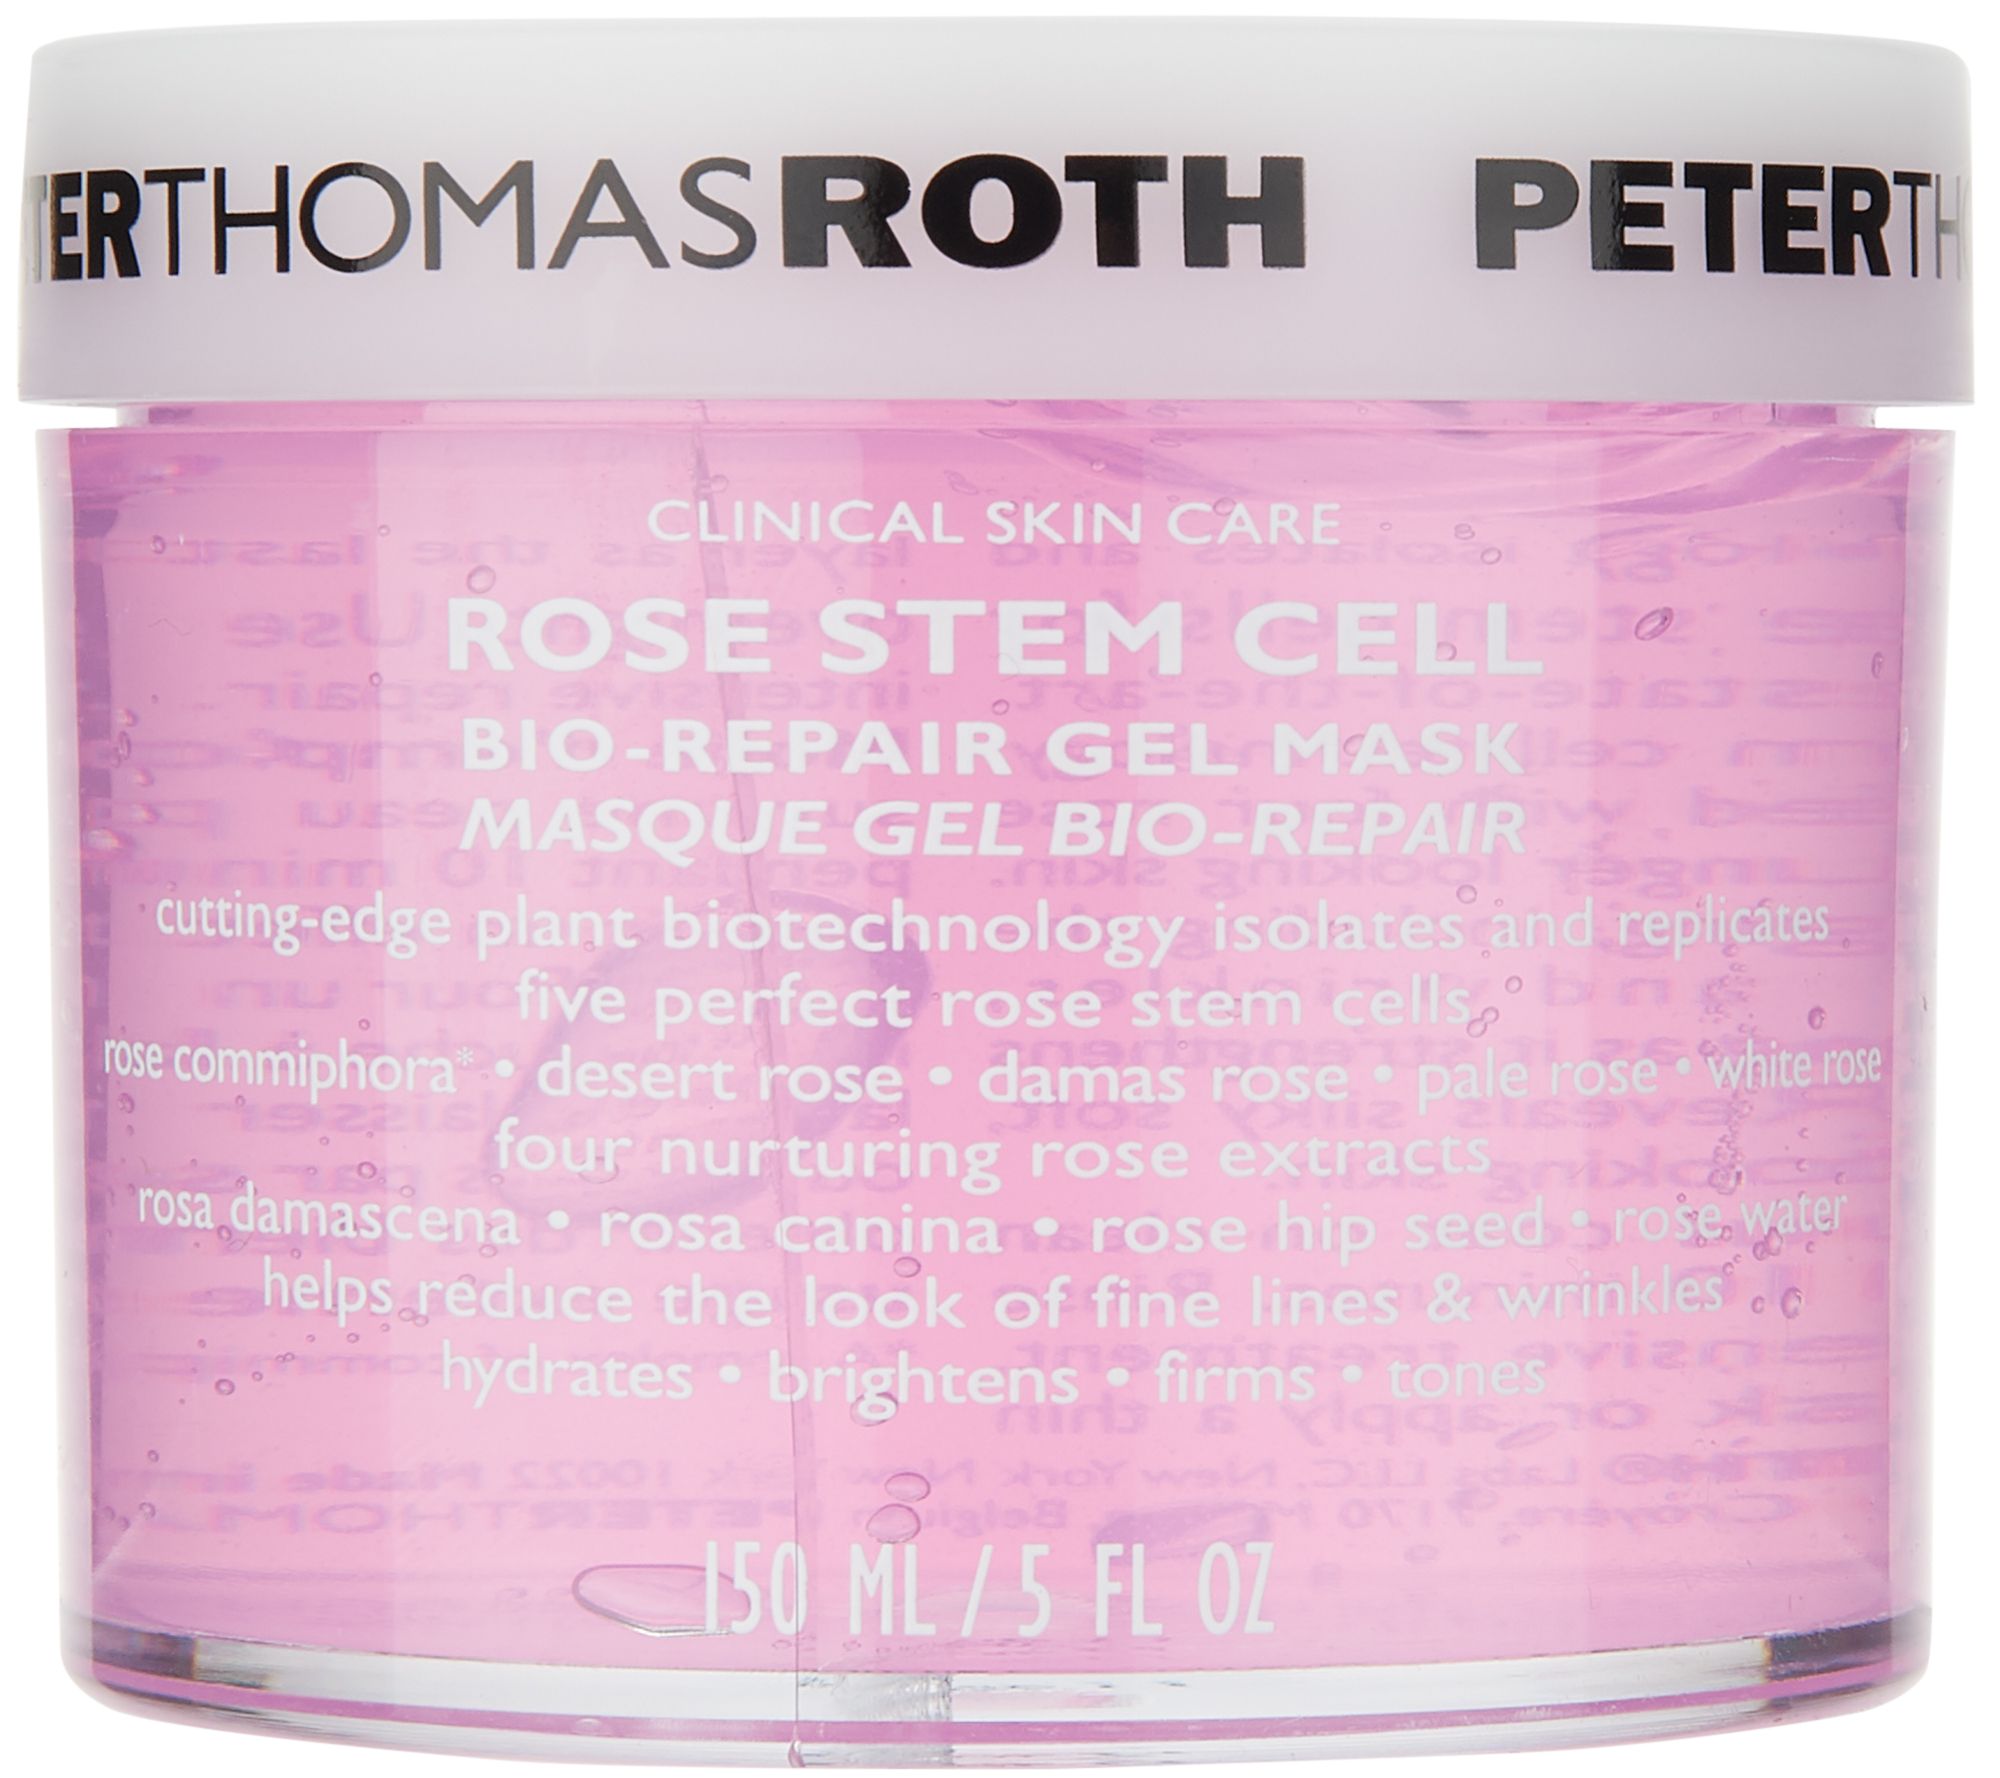 TERTHOMASROTH PETERTH
CLINICAL SKIN CARE
ROSE STEM CELL
BIO-REPAIR GEL MASK
MASQUE GEL BIO-REPAIR
cutting-edge plant biotechnology isolates and replicates
five perfect rose stem cells
rose commiphora* • desert rose • damas rose • pale rose • white rose
four nurturing rose extracts
rosa damascena • rosa canina • rose hip seed • rose water
helps reduce the look of fine lines & wrinkles
hydrates • brightens • firms • tones
150 ML / 5 FL OZ